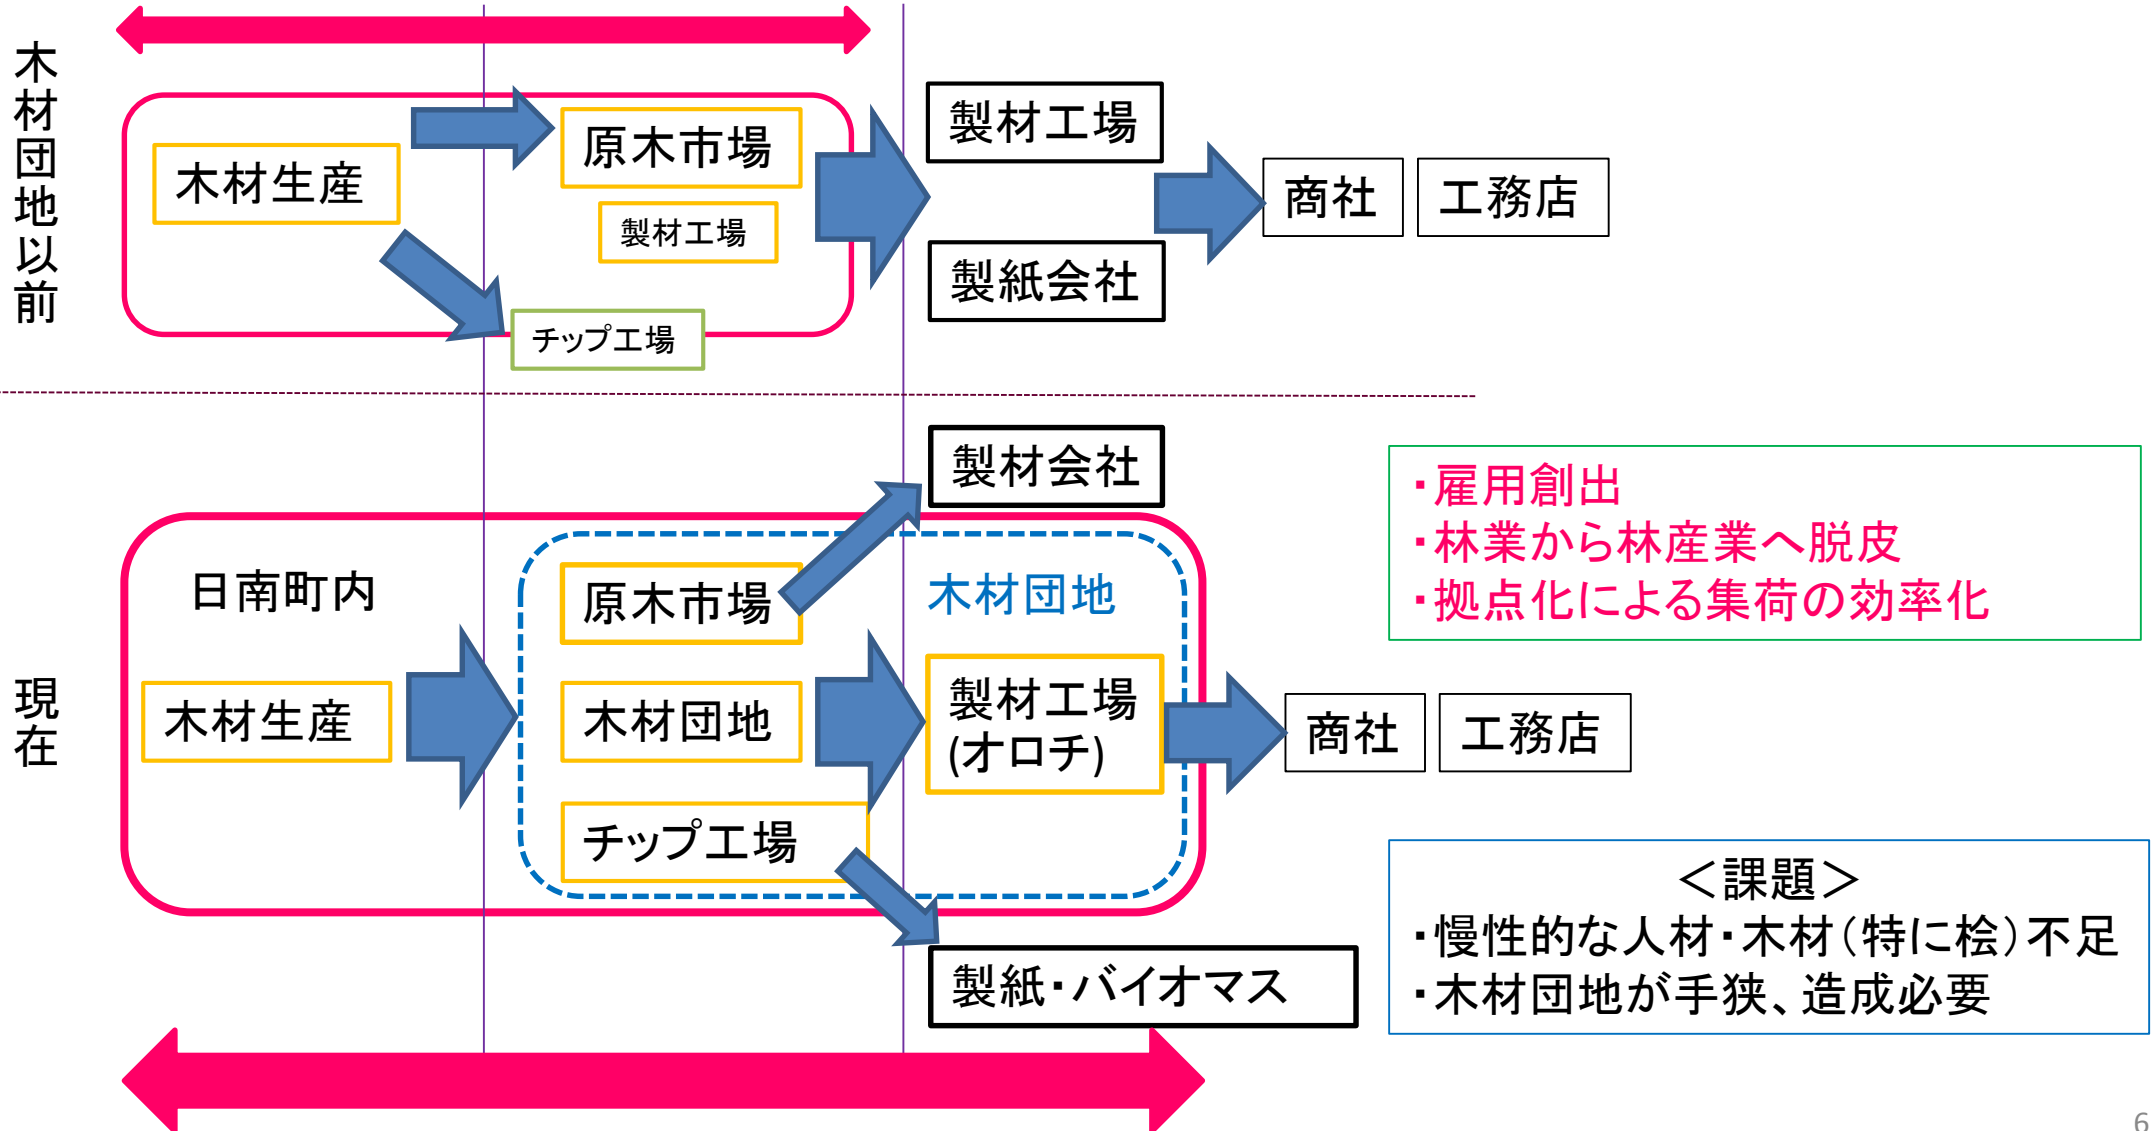 木材団地以前
木材生産
原木市場
製材工場
チップ工場
製材工場
製紙会社
商社
工務店
現在
日南町内
木材生産
原木市場
木材団地
チップ工場
製材会社
木材団地
製材工場
(オロチ)
製紙・バイオマス
商社
工務店
・雇用創出
・林業から林産業へ脱皮
・拠点化による集荷の効率化
＜課題＞
・慢性的な人材・木材（特に桧）不足
・木材団地が手狭、造成必要
6